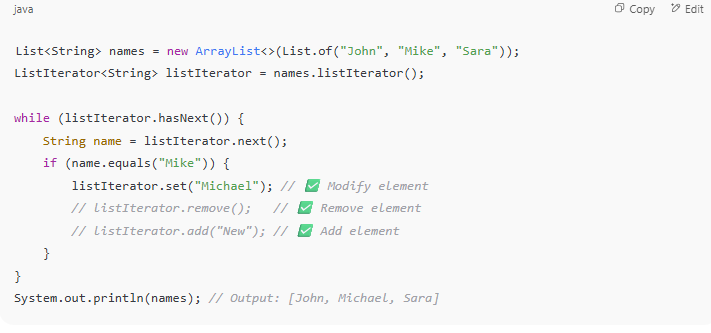 java
Copy Edit
List<String> names = new ArrayList<>(List.of("John", "Mike", "Sara"));
ListIterator<String> listIterator = names.listIterator();
while (listIterator.hasNext()) {
    String name = listIterator.next();
    if (name.equals("Mike")) {
        listIterator.set("Michael"); // ✅ Modify element
        // listIterator.remove();   // ✅ Remove element
        // listIterator.add("New"); // ✅ Add element
    }
}
System.out.println(names); // Output: [John, Michael, Sara]